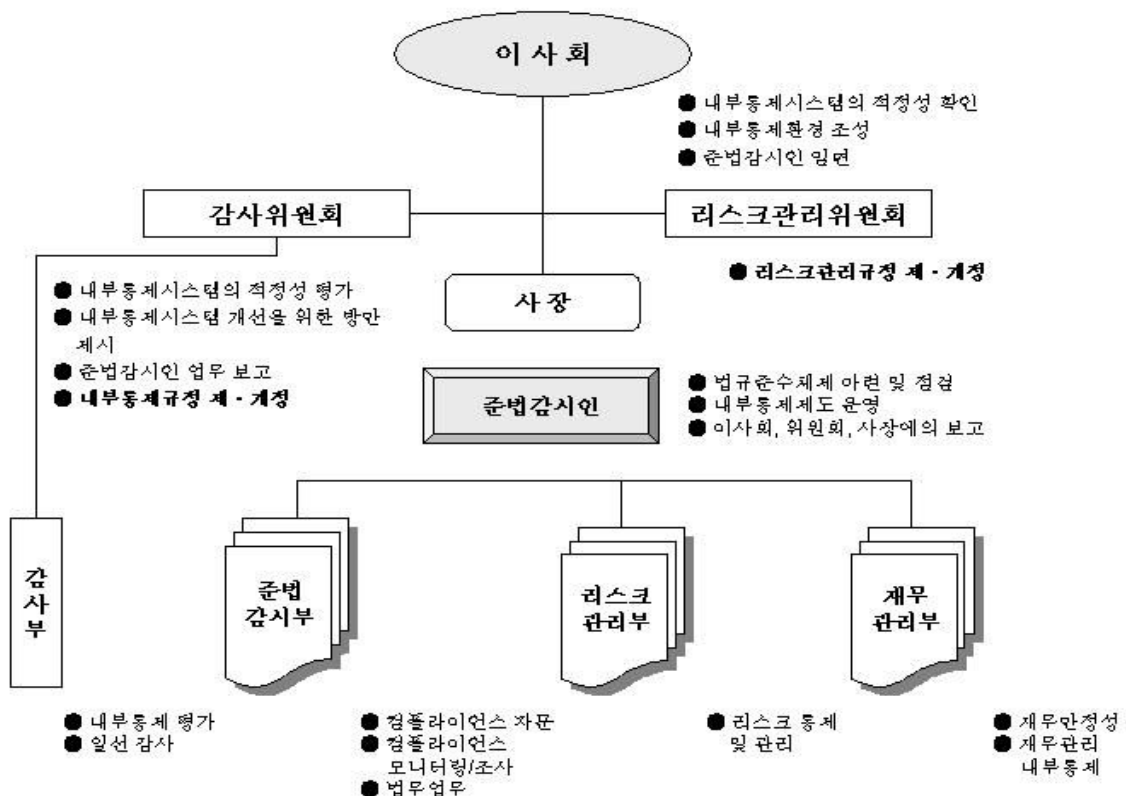 이 사 회
● 내부통제시스템의 적정성 확인
● 내부통제환경 조성
● 준법감시인 임면
감사위원회
리스크관리위원회
● 리스크관리규정 제·개정
● 내부통제시스템의 적정성 평가
● 내부통제시스템 개선을 위한 방안
제시
● 준법감시인 업무 보고
● 내부통제규정 제·개정
사 장
준법감시인
● 법규준수체제 마련 및 점검
● 내부통제제도 운영
● 이사회, 위원회, 사장에의 보고
감
사
부
준법
감시부
리스크
관리부
재무
관리부
● 내부통제 평가
● 일선 감사
● 컴플라이언스 자문
● 컴플라이언스
모니터링/조사
● 법무업무
● 리스크 통제
및 관리
● 재무안정성
● 재무관리
내부통제